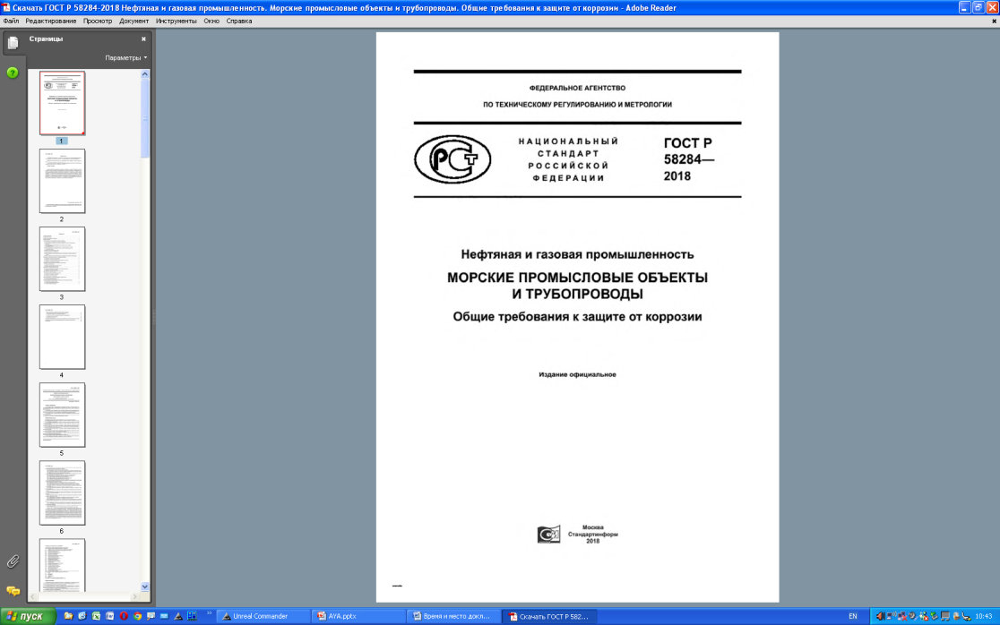 Скачать ГОСТ Р 58284-2018 Нефтяная и газовая промышленность. Морские промысловые объекты и трубопроводы. Общие требования к защите от коррозии - Adobe Reader
Файл Редактирование Просмотр Документ Инструменты Окно Справка
Страницы
Параметры
1
2
3
4
5
6
ФЕДЕРАЛЬНОЕ АГЕНТСТВО
ПО ТЕХНИЧЕСКОМУ РЕГУЛИРОВАНИЮ И МЕТРОЛОГИИ
НАЦИОНАЛЬНЫЙ
СТАНДАРТ
РОССИЙСКОЙ
ФЕДЕРАЦИИ
ГОСТ Р
58284—
2018
Нефтяная и газовая промышленность
МОРСКИЕ ПРОМЫСЛОВЫЕ ОБЪЕКТЫ
И ТРУБОПРОВОДЫ
Общие требования к защите от коррозии
Издание официальное
Москва
Стандартинформ
2018
пуск
Unreal Commander
AYA.pptx
Время и место докл...
Скачать ГОСТ Р 582...
EN
10:43